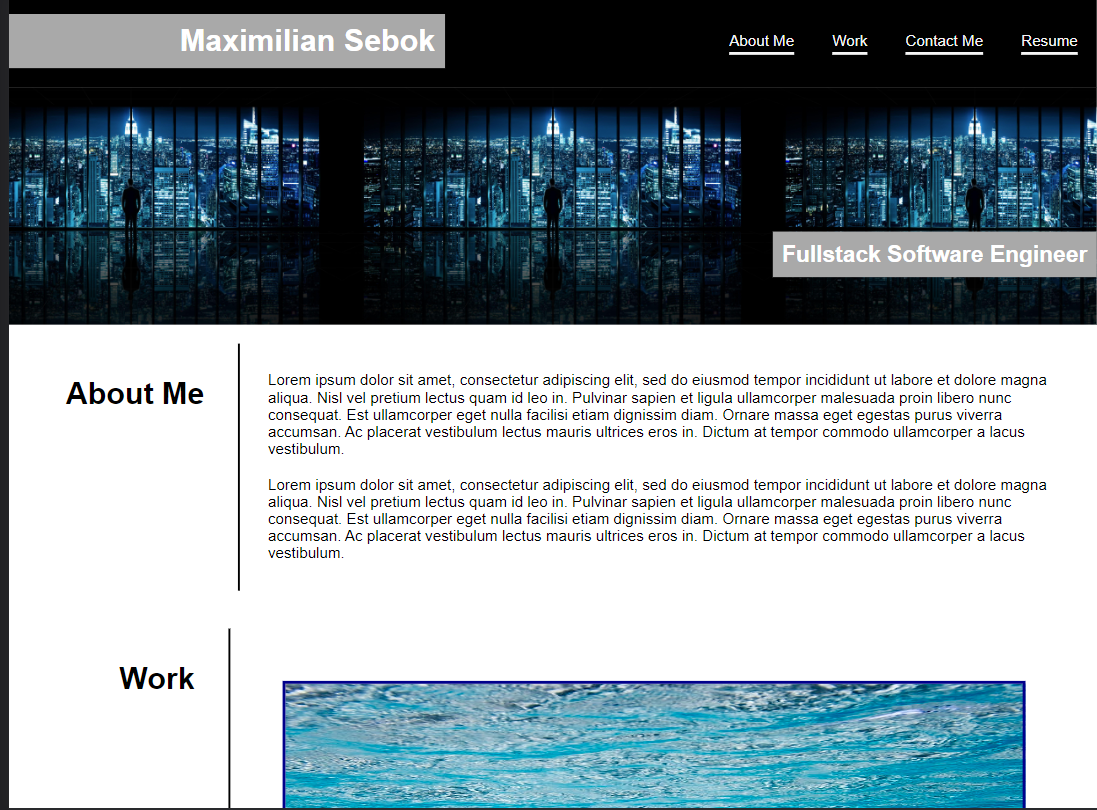 Maximilian Sebok
About Me Work Contact Me Resume
Fullstack Software Engineer
About Me
Lorem ipsum dolor sit amet, consectetur adipiscing elit, sed do eiusmod tempor incididunt ut labore et dolore magna
aliqua. Nisl vel pretium lectus quam id leo in. Pulvinar sapien et ligula ullamcorper malesuada proin libero nunc
consequat. Est ullamcorper eget nulla facilisi etiam dignissim diam. Ornare massa eget egestas purus viverra
accumsan. Ac placerat vestibulum lectus mauris ultrices eros in. Dictum at tempor commodo ullamcorper a lacus
vestibulum.
Lorem ipsum dolor sit amet, consectetur adipiscing elit, sed do eiusmod tempor incididunt ut labore et dolore magna
aliqua. Nisl vel pretium lectus quam id leo in. Pulvinar sapien et ligula ullamcorper malesuada proin libero nunc
consequat. Est ullamcorper eget nulla facilisi etiam dignissim diam. Ornare massa eget egestas purus viverra
accumsan. Ac placerat vestibulum lectus mauris ultrices eros in. Dictum at tempor commodo ullamcorper a lacus
vestibulum.
Work